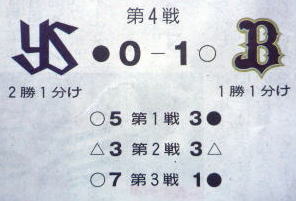 第4戦
YS ●0－1○ B
2勝1分け 1勝1分け
○5 第1戦 3●
△3 第2戦 3△
○7 第3戦 1●